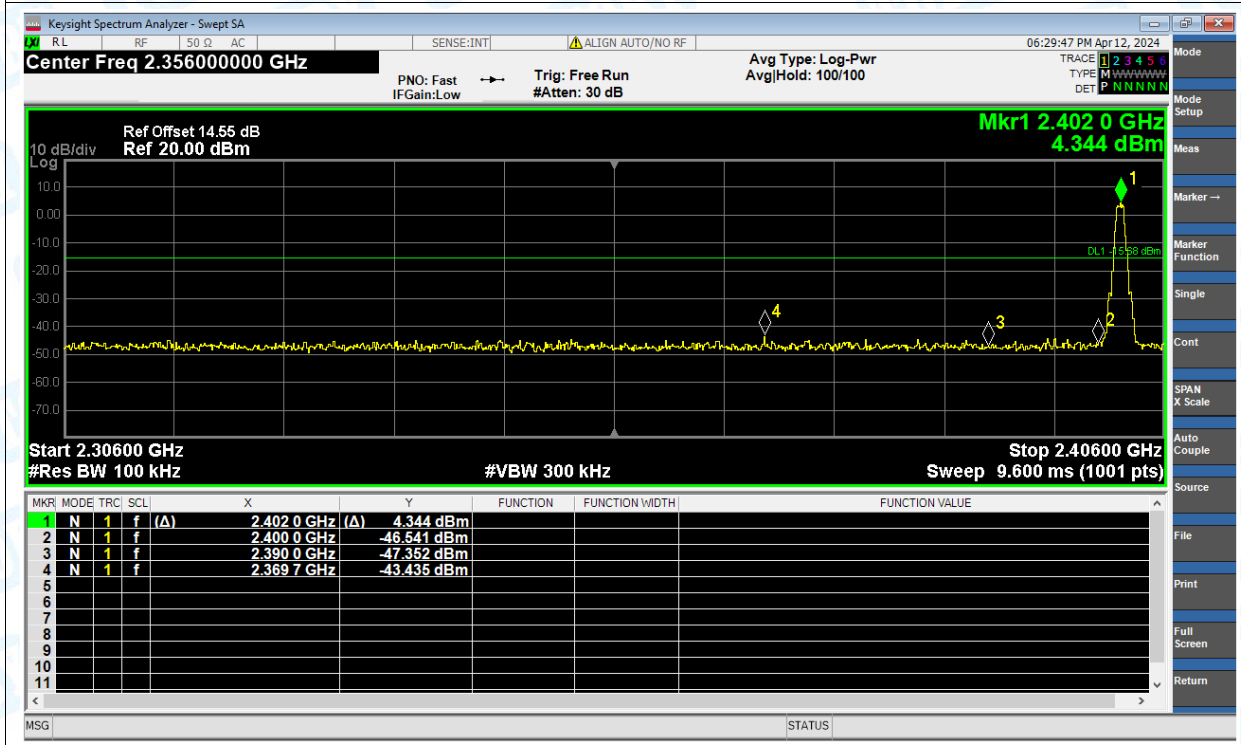 Keysight Spectrum Analyzer - Swept SA
LXI RL RF 50 Ω AC SENSE:INT ALIGN AUTO/NO RF 06:29:47 PM Apr 12, 2024
Center Freq 2.356000000 GHz
PNO: Fast
IFGain:Low
Trig: Free Run
#Atten: 30 dB
Avg Type: Log-Pwr
Avg|Hold: 100/100
TRACE 1 2 3 4 5 6
TYPE M WWWWW
DET P N N N N N
Ref Offset 14.55 dB
10 dB/div Ref 20.00 dBm
Log
Mkr1 2.402 0 GHz
4.344 dBm
10.0
0.00
-10.0
-20.0
-30.0
-40.0
-50.0
-60.0
-70.0
1
4
3
2
Start 2.30600 GHz Stop 2.40600 GHz
#Res BW 100 kHz #VBW 300 kHz Sweep 9.600 ms (1001 pts)
MKR MODE TRC SCL X Y FUNCTION FUNCTION WIDTH FUNCTION VALUE
1 N 1 f (Δ) 2.402 0 GHz (Δ) 4.344 dBm
2 N 1 f 2.400 0 GHz -46.541 dBm
3 N 1 f 2.390 0 GHz -47.352 dBm
4 N 1 f 2.369 7 GHz -43.435 dBm
5
6
7
8
9
10
11
MSG STATUS
Mode
Mode
Setup
Meas
Marker →
Marker
Function
Single
Cont
SPAN
X Scale
Auto
Couple
Source
File
Print
Full
Screen
Return